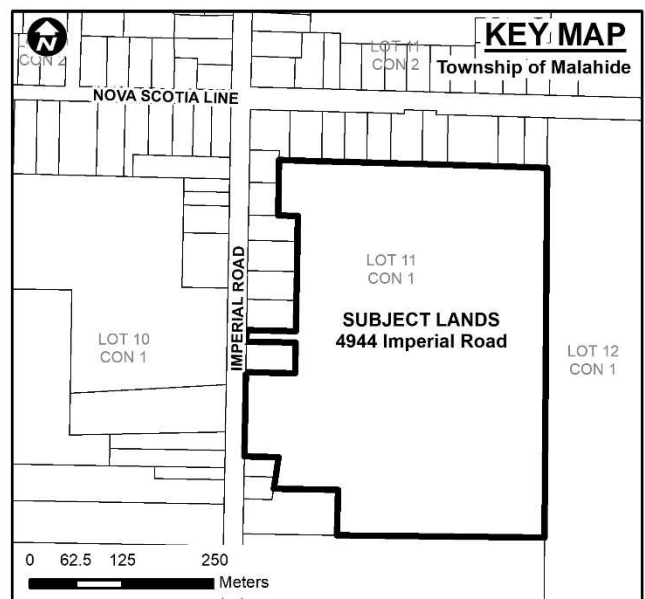 KEY MAP
Township of Malahide
N
CON 2
LOT 11
CON 2
NOVA SCOTIA LINE
IMPERIAL ROAD
LOT 11
CON 1
SUBJECT LANDS
4944 Imperial Road
LOT 10
CON 1
LOT 12
CON 1
0 62.5 125 250
Meters